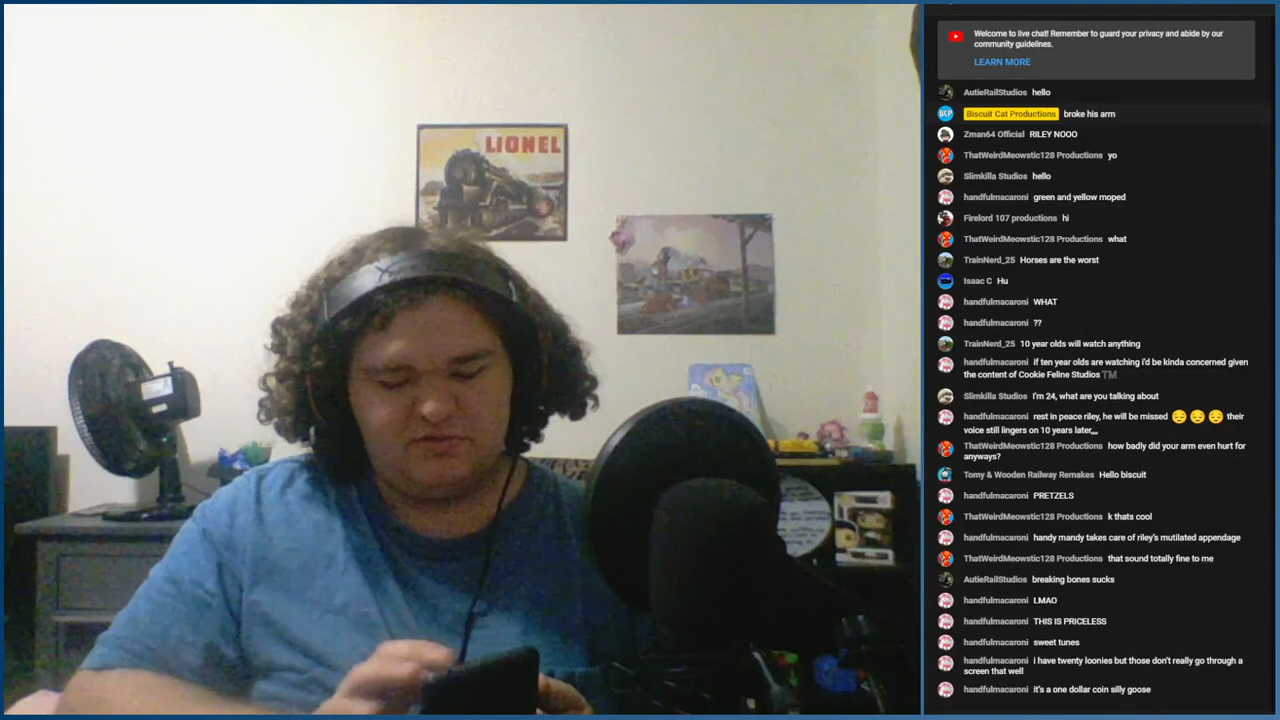 LIONEL
Welcome to live chat! Remember to guard your privacy and abide by our
community guidelines.
LEARN MORE
AutieRailStudios hello
BCP Biscuit Cat Productions broke his arm
Zman64 Official RILEY NOOO
ThatWeirdMeowstic128 Productions yo
Slimkilla Studios hello
handfulmacaroni green and yellow moped
Firelord 107 productions hi
ThatWeirdMeowstic128 Productions what
TrainNerd_25 Horses are the worst
Isaac C Hu
handfulmacaroni WHAT
handfulmacaroni ??
TrainNerd_25 10 year olds will watch anything
handfulmacaroni if ten year olds are watching i'd be kinda concerned given
the content of Cookie Feline Studios ™️
Slimkilla Studios I'm 24, what are you talking about
handfulmacaroni rest in peace riley, he will be missed 😔 😔 😔 their
voice still lingers on 10 years later,,,
ThatWeirdMeowstic128 Productions how badly did your arm even hurt for
anyways?
Tomy & Wooden Railway Remakes Hello biscuit
handfulmacaroni PRETZELS
ThatWeirdMeowstic128 Productions k thats cool
handfulmacaroni handy mandy takes care of riley's mutilated appendage
ThatWeirdMeowstic128 Productions that sound totally fine to me
AutieRailStudios breaking bones sucks
handfulmacaroni LMAO
handfulmacaroni THIS IS PRICELESS
handfulmacaroni sweet tunes
handfulmacaroni i have twenty loonies but those don't really go through a
screen that well
handfulmacaroni it's a one dollar coin silly goose